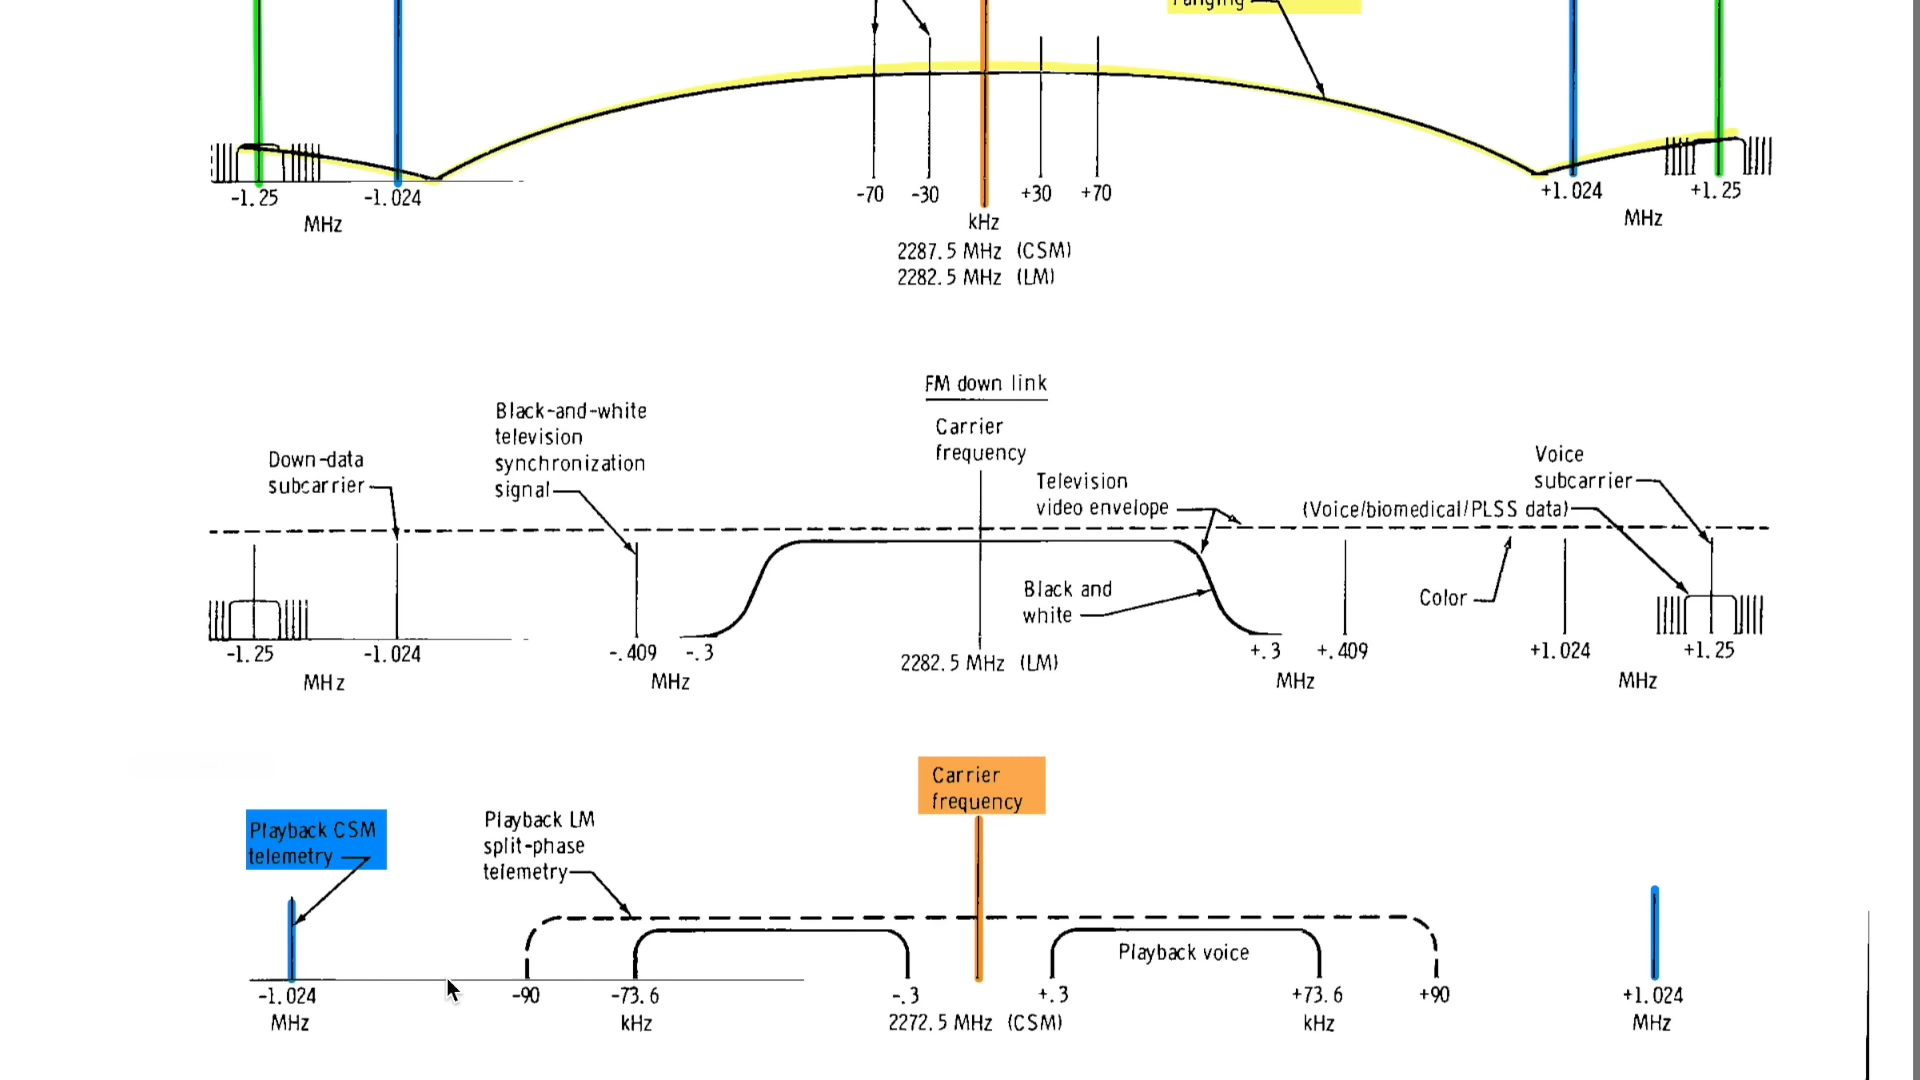 ranging
-1.25
-1.024
-70
-30
+30
+70
+1.024
+1.25
MHz
kHz
MHz
2287.5 MHz (CSM)
2282.5 MHz (LM)
FM down link
Carrier
frequency
Down-data
subcarrier
Black-and-white
television
synchronization
signal
Television
video envelope
(Voice/biomedical/PLSS data)
Voice
subcarrier
Black and
white
Color
-1.25
-1.024
-.409
-.3
2282.5 MHz (LM)
+.3
+.409
+1.024
+1.25
MHz
MHz
MHz
MHz
Carrier
frequency
Playback CSM
telemetry
Playback LM
split-phase
telemetry
Playback voice
-1.024
-90
-73.6
-.3
+.3
+73.6
+90
+1.024
MHz
kHz
2272.5 MHz (CSM)
kHz
MHz